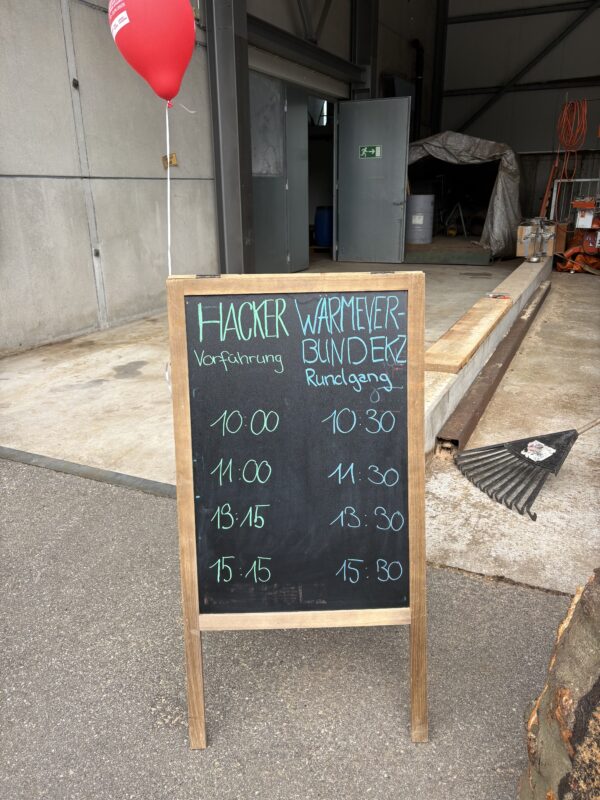 HACKER
Vorführung
10:00
11:00
13:15
15:15
WÄRMEVER-
BUNDEKZ
Rundgang
10:30
11:30
13:30
15:30